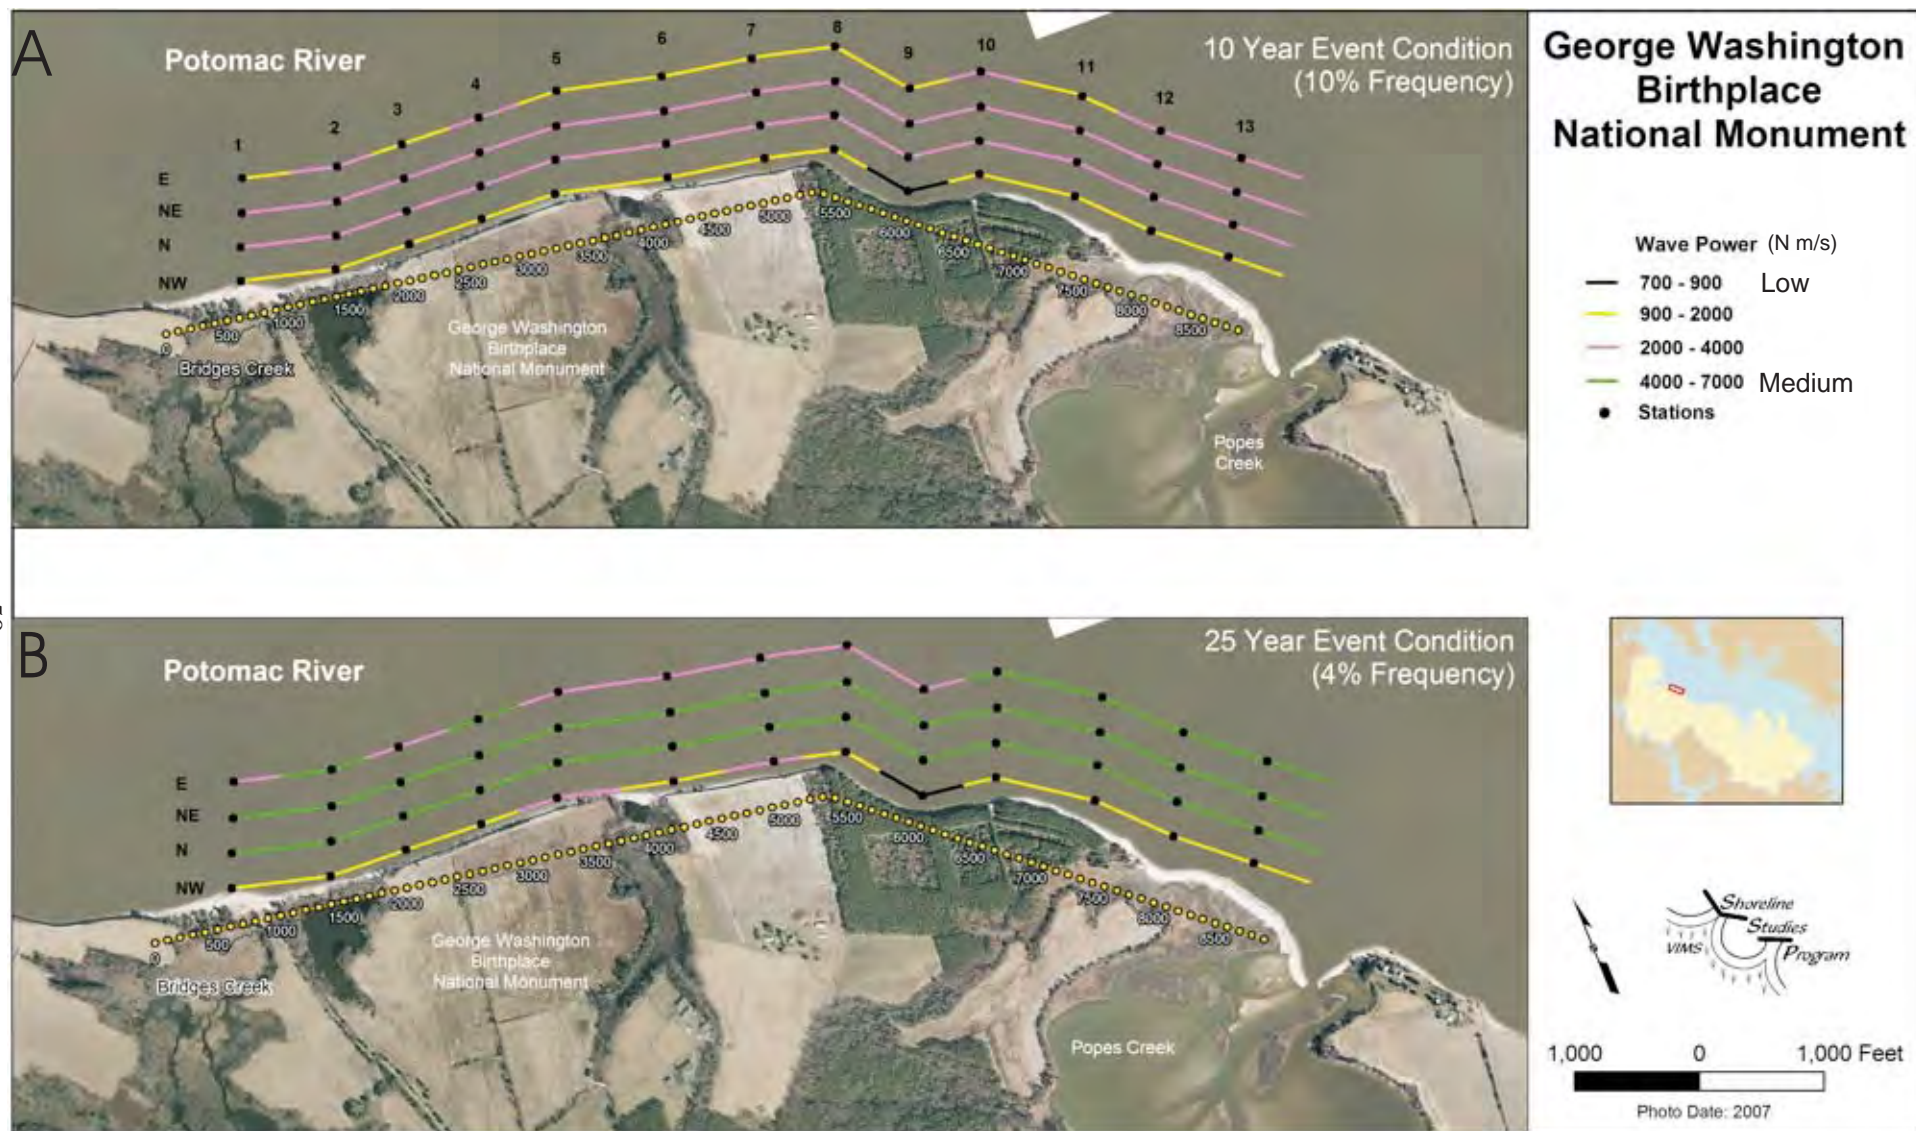 A
Potomac River
10 Year Event Condition
(10% Frequency)
1
2
3
4
5
6
7
8
9
10
11
12
13
E
NE
N
NW
0
500
1000
1500
2000
2500
3000
3500
4000
4500
5000
5500
6000
6500
7000
7500
8000
8500
Bridges Creek
George Washington
Birthplace
National Monument
Popes
Creek
George Washington
Birthplace
National Monument
Wave Power (N m/s)
700 - 900 Low
900 - 2000
2000 - 4000
4000 - 7000 Medium
Stations
B
Potomac River
25 Year Event Condition
(4% Frequency)
E
NE
N
NW
0
500
1000
1500
2000
2500
3000
3500
4000
4500
5000
5500
6000
6500
7000
7500
8000
8500
Bridges Creek
George Washington
Birthplace
National Monument
Popes Creek
Shoreline
Studies
Program
VIMS
1,000 0 1,000 Feet
Photo Date: 2007